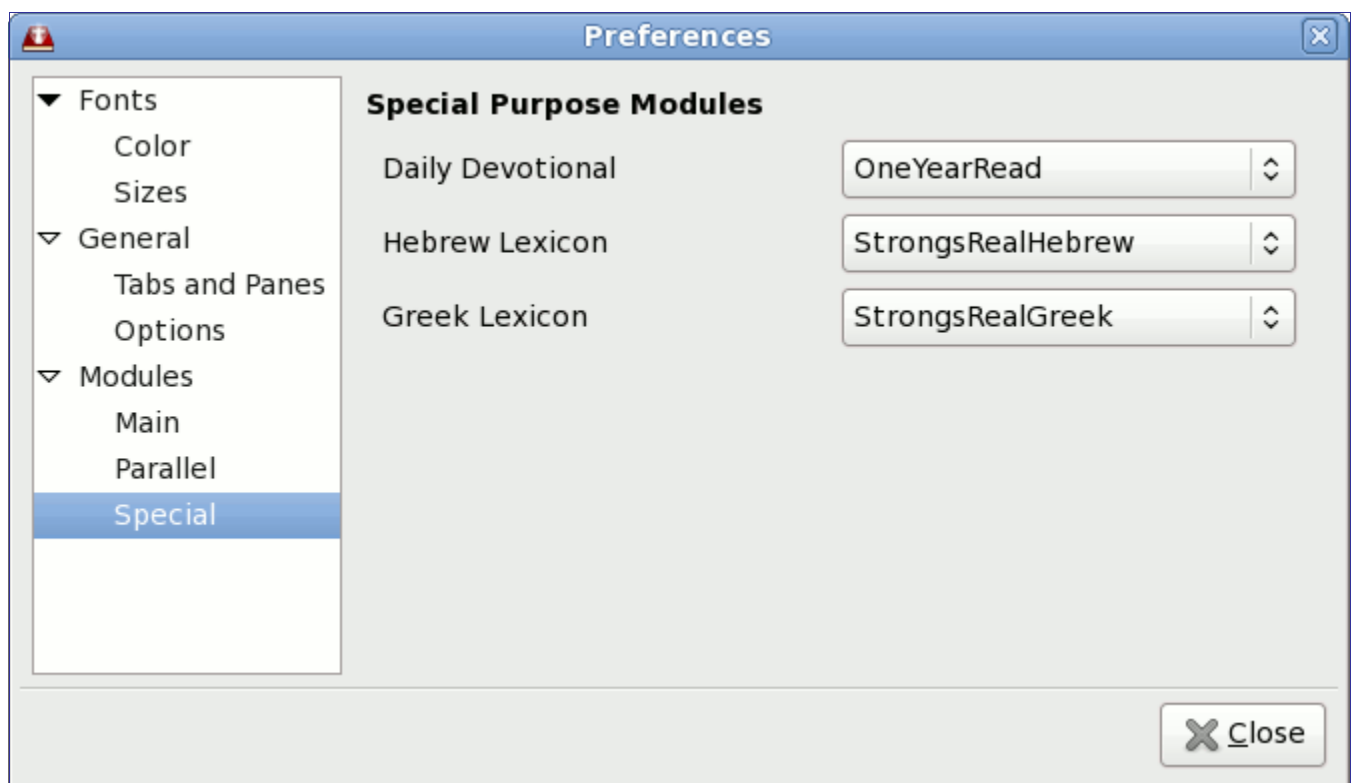 Preferences
Fonts
Color
Sizes
General
Tabs and Panes
Options
Modules
Main
Parallel
Special
Special Purpose Modules
Daily Devotional OneYearRead
Hebrew Lexicon StrongsRealHebrew
Greek Lexicon StrongsRealGreek
Close